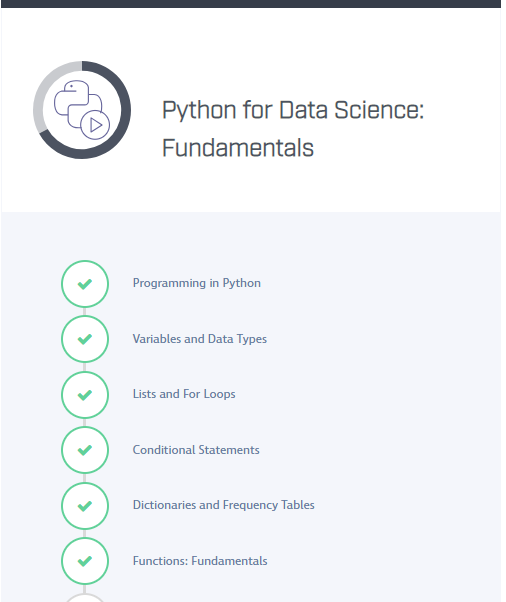 Python for Data Science:
Fundamentals
Programming in Python
Variables and Data Types
Lists and For Loops
Conditional Statements
Dictionaries and Frequency Tables
Functions: Fundamentals